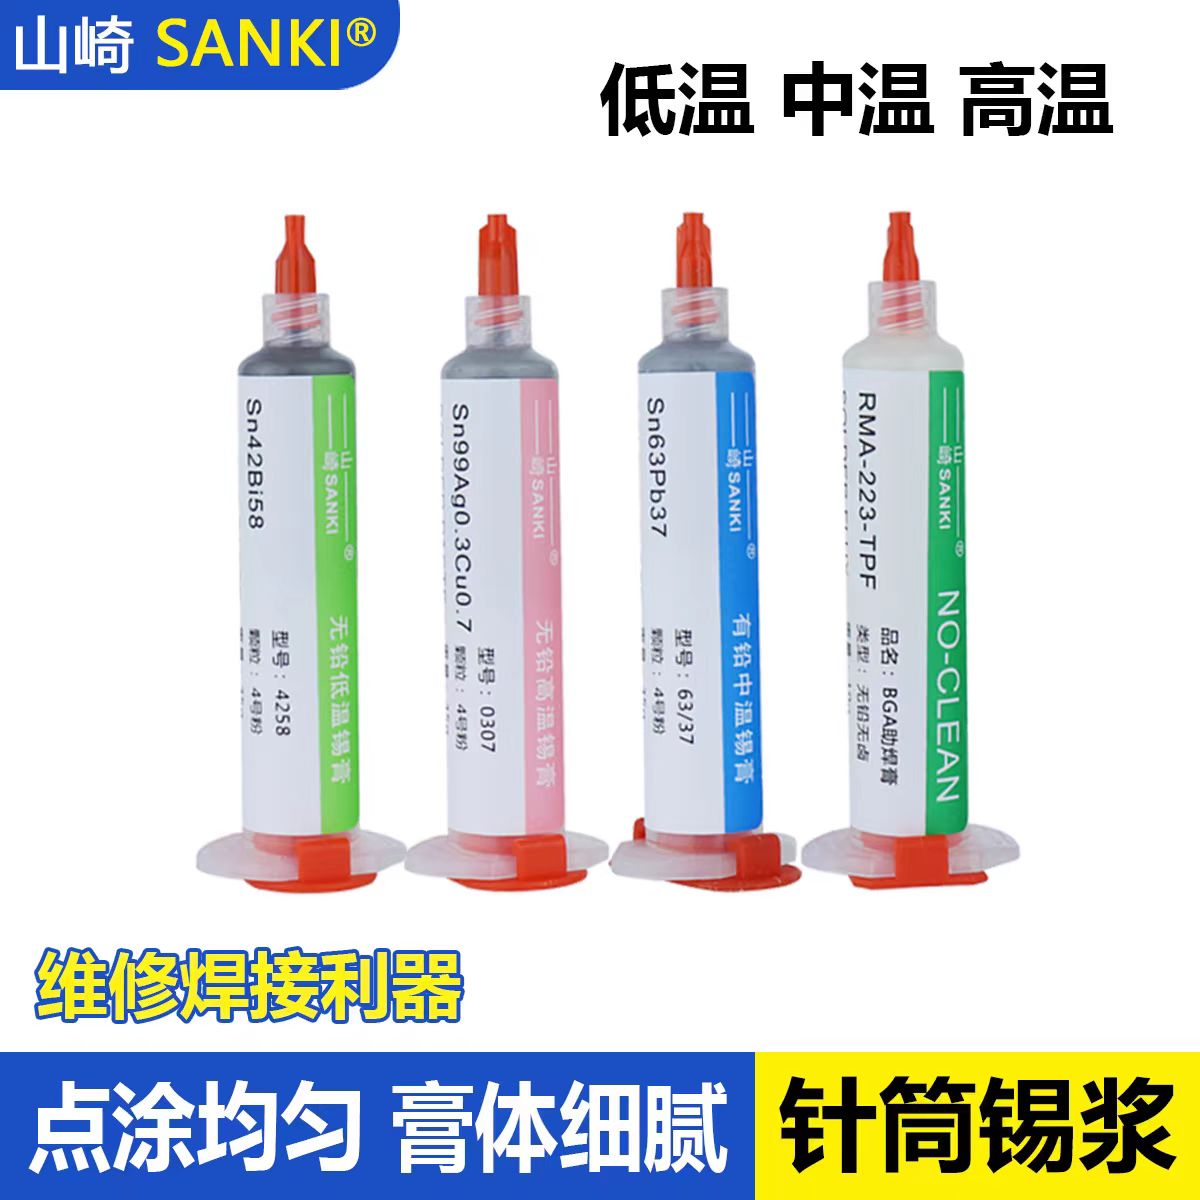 山崎 SANKI®
低温 中温 高温
Sn42Bi58
型号：4258
颗粒：4号粉
山崎SANKI®
无铅低温锡膏
Sn99Ag0.3Cu0.7
型号：0307
颗粒：4号粉
山崎SANKI®
无铅高温锡膏
Sn63Pb37
型号：63/37
颗粒：4号粉
山崎SANKI®
有铅中温锡膏
RMA-223-TPF
品名：BGA助焊膏
类型：无铅无卤
山崎SANKI®
NO-CLEAN
维修焊接利器
点涂均匀 膏体细腻
针筒锡浆